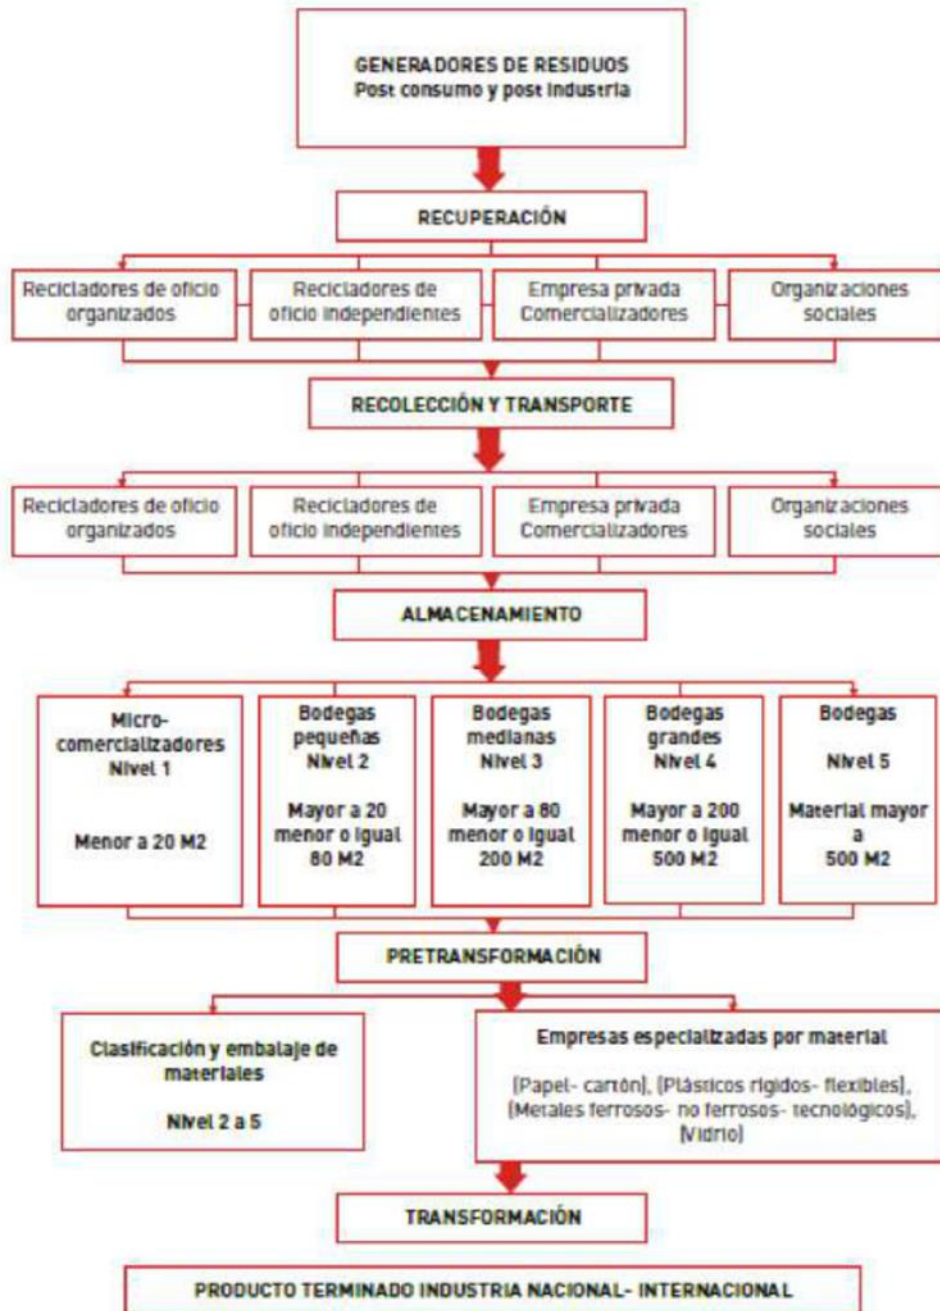 GENERADORES DE RESIDUOS
Post consumo y post industria
RECUPERACIÓN
Recicladores de oficio
organizados
Recicladores de
oficio independientes
Empresa privada
Comercializadores
Organizaciones
sociales
RECOLECCIÓN Y TRANSPORTE
Recicladores de oficio
organizados
Recicladores de
oficio independientes
Empresa privada
Comercializadores
Organizaciones
sociales
ALMACENAMIENTO
Micro-
comercializadores
Nivel 1
Menor a 20 M2
Bodegas
pequeñas
Nivel 2
Mayor a 20
menor o igual
80 M2
Bodegas
medianas
Nivel 3
Mayor a 80
menor o igual
200 M2
Bodegas
grandes
Nivel 4
Mayor a 200
menor o igual
500 M2
Bodegas
Nivel 5
Material mayor
a
500 M2
PRETRANSFORMACIÓN
Clasificación y embalaje de
materiales
Nivel 2 a 5
Empresas especializadas por material
(Papel- cartón), (Plásticos rígidos- flexibles),
(Metales ferrosos- no ferrosos- tecnológicos),
(Vidrio)
TRANSFORMACIÓN
PRODUCTO TERMINADO INDUSTRIA NACIONAL- INTERNACIONAL